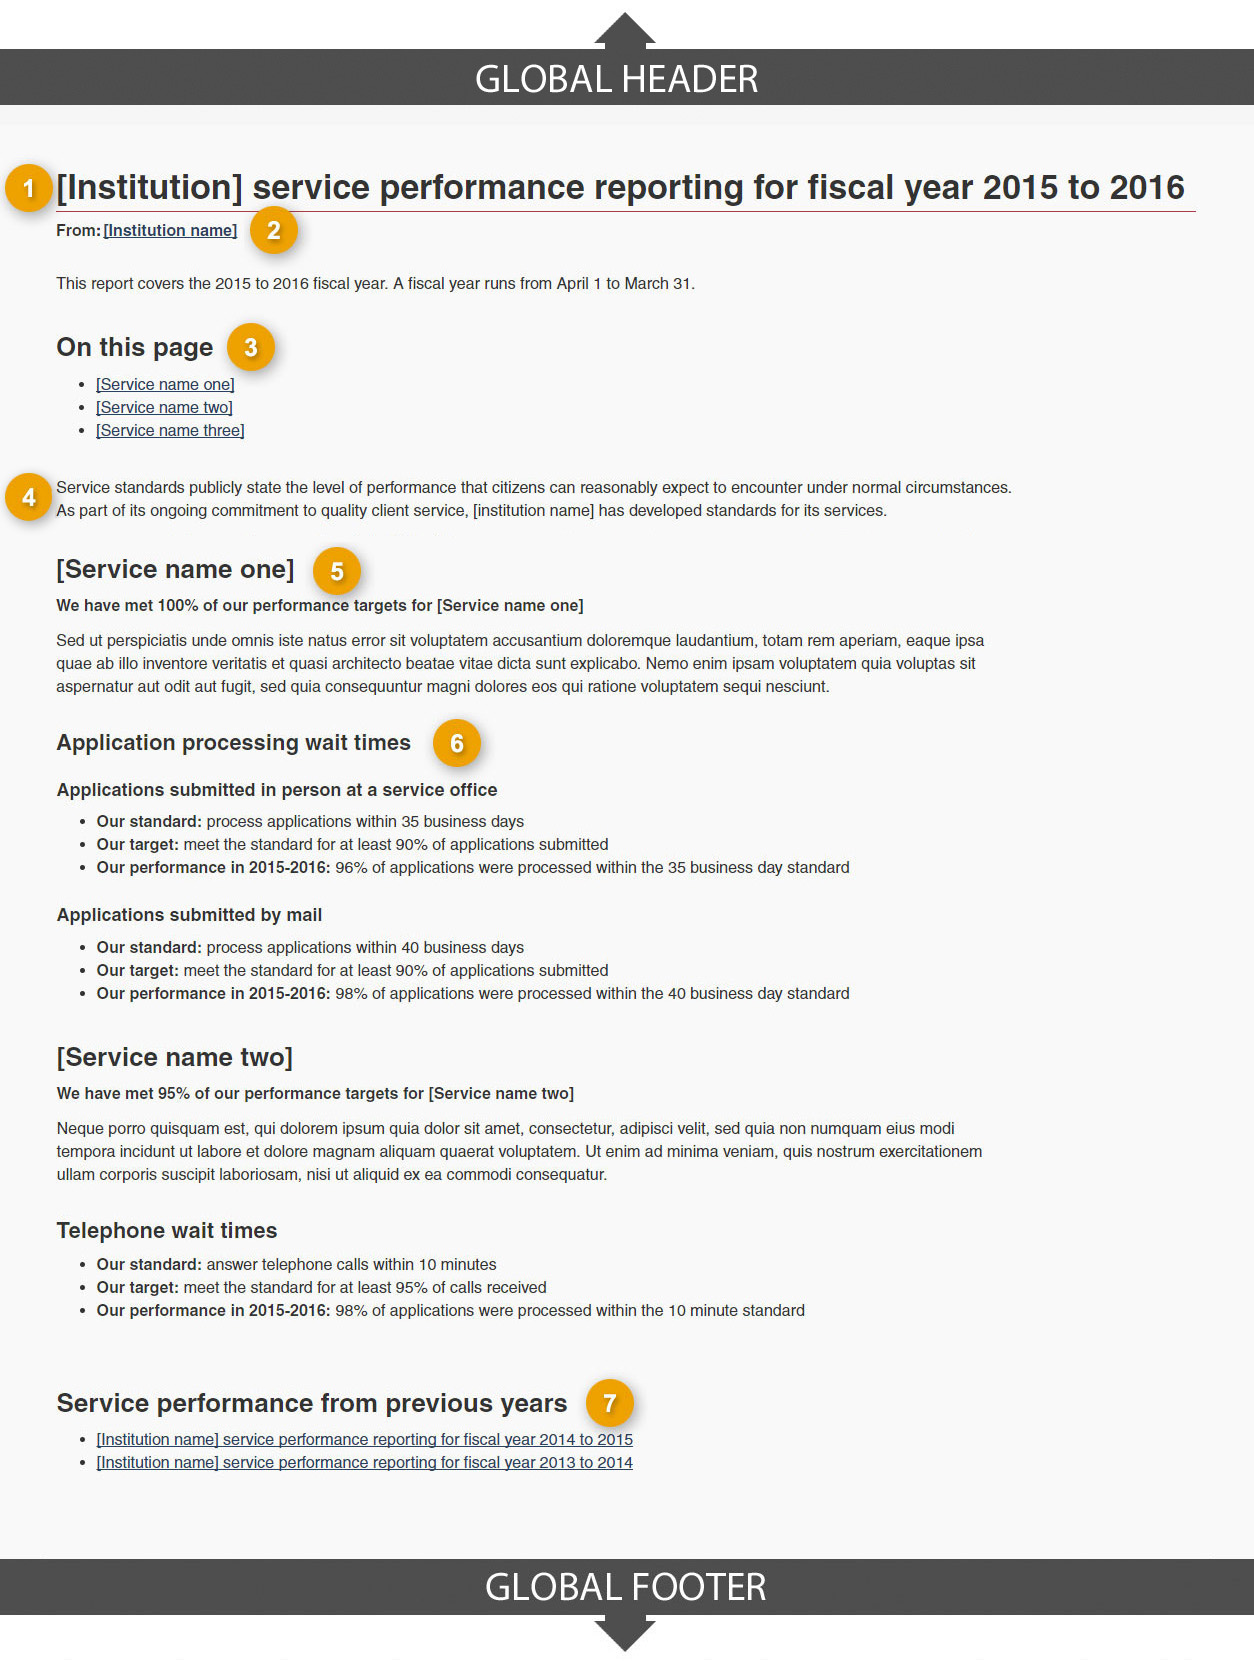 GLOBAL HEADER
1 [Institution] service performance reporting for fiscal year 2015 to 2016
From: [Institution name] 2
This report covers the 2015 to 2016 fiscal year. A fiscal year runs from April 1 to March 31.
On this page 3
• [Service name one]
• [Service name two]
• [Service name three]
4 Service standards publicly state the level of performance that citizens can reasonably expect to encounter under normal circumstances.
As part of its ongoing commitment to quality client service, [institution name] has developed standards for its services.
[Service name one] 5
We have met 100% of our performance targets for [Service name one]
Sed ut perspiciatis unde omnis iste natus error sit voluptatem accusantium doloremque laudantium, totam rem aperiam, eaque ipsa
quae ab illo inventore veritatis et quasi architecto beatae vitae dicta sunt explicabo. Nemo enim ipsam voluptatem quia voluptas sit
aspernatur aut odit aut fugit, sed quia consequuntur magni dolores eos qui ratione voluptatem sequi nesciunt.
Application processing wait times 6
Applications submitted in person at a service office
• Our standard: process applications within 35 business days
• Our target: meet the standard for at least 90% of applications submitted
• Our performance in 2015-2016: 96% of applications were processed within the 35 business day standard
Applications submitted by mail
• Our standard: process applications within 40 business days
• Our target: meet the standard for at least 90% of applications submitted
• Our performance in 2015-2016: 98% of applications were processed within the 40 business day standard
[Service name two]
We have met 95% of our performance targets for [Service name two]
Neque porro quisquam est, qui dolorem ipsum quia dolor sit amet, consectetur, adipisci velit, sed quia non numquam eius modi
tempora incidunt ut labore et dolore magnam aliquam quaerat voluptatem. Ut enim ad minima veniam, quis nostrum exercitationem
ullam corporis suscipit laboriosam, nisi ut aliquid ex ea commodi consequatur.
Telephone wait times
• Our standard: answer telephone calls within 10 minutes
• Our target: meet the standard for at least 95% of calls received
• Our performance in 2015-2016: 98% of applications were processed within the 10 minute standard
Service performance from previous years 7
• [Institution name] service performance reporting for fiscal year 2014 to 2015
• [Institution name] service performance reporting for fiscal year 2013 to 2014
GLOBAL FOOTER